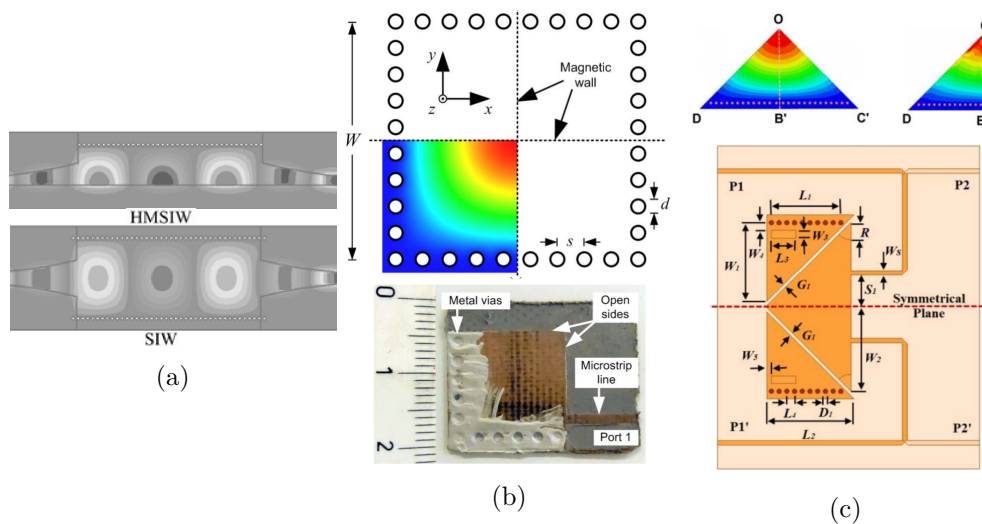 HMSIW
SIW
(a)
W
y
z
x
Magnetic
wall
d
s
0
1
2
Metal vias
Open
sides
Microstrip
line
Port 1
(b)
O
D
B'
C'
D
P1
P2
L1
W3
R
W4
L3
W1
WS
G1
S1
Symmetrical
Plane
G1
W5
W2
L4
D1
P1'
L2
P2'
(c)